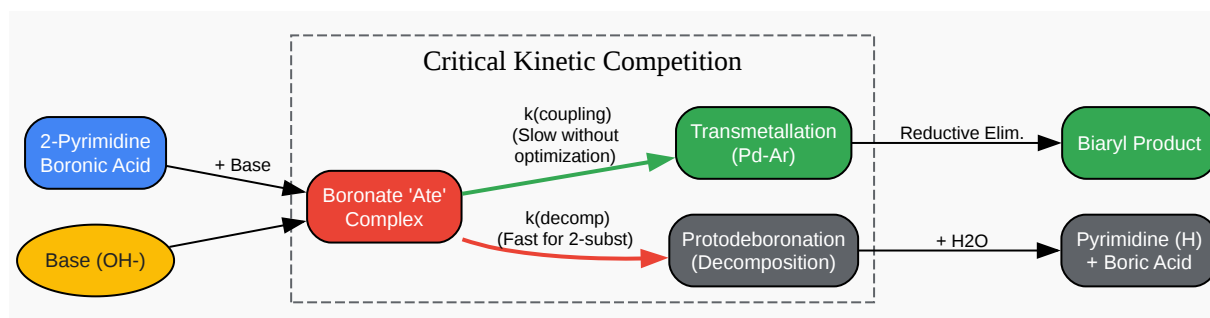 Critical Kinetic Competition
2-Pyrimidine
Boronic Acid
+ Base
Base (OH-)
Boronate 'Ate'
Complex
k(coupling)
(Slow without
optimization)
k(decomp)
(Fast for 2-subst)
Transmetallation
(Pd-Ar)
Reductive Elim.
Biaryl Product
Protodeboronation
(Decomposition)
+ H2O
Pyrimidine (H)
+ Boric Acid